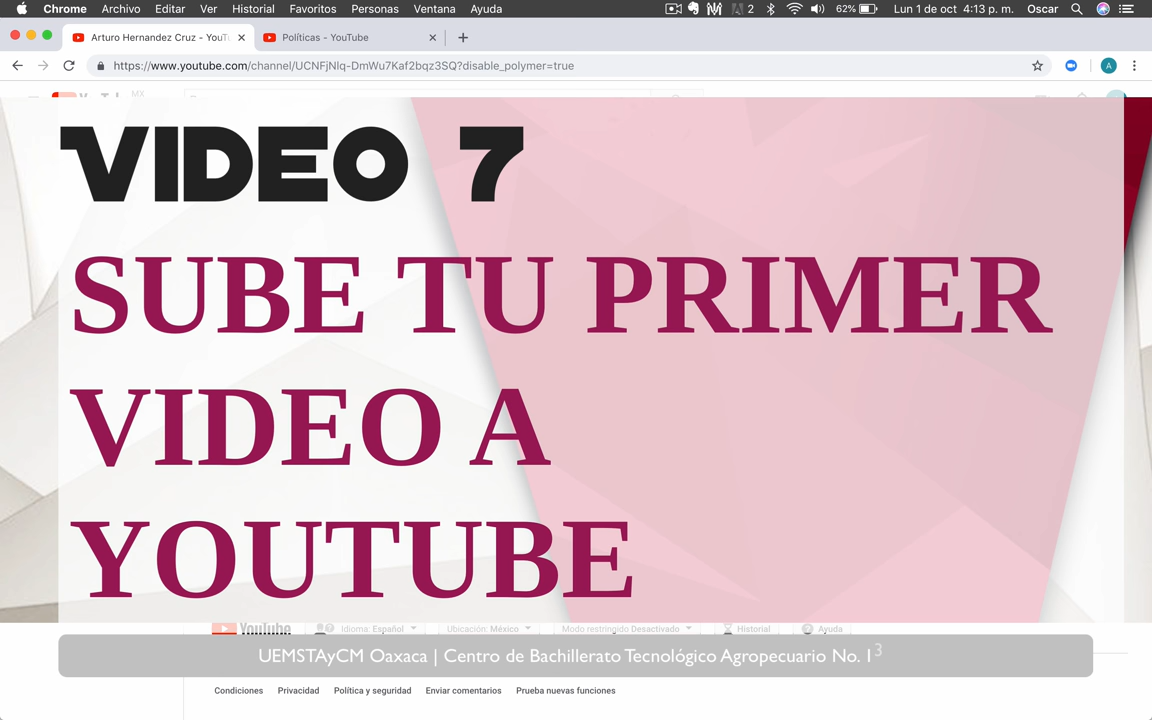 Chrome Archivo Editar Ver Historial Favoritos Personas Ventana Ayuda 2 62% Lun 1 de oct 4:13 p. m. Oscar
Arturo Hernandez Cruz - YouT Políticas - YouTube
https://www.youtube.com/channel/UCNFjNlq-DmWu7Kaf2bqz3SQ?disable_polymer=true A
MX
VIDEO 7
SUBE TU PRIMER
VIDEO A
YOUTUBE
YouTube Idioma: Español Ubicación: México Modo restringido Desactivado Historial Ayuda
UEMSTAyCM Oaxaca | Centro de Bachillerato Tecnológico Agropecuario No. 13
Condiciones Privacidad Política y seguridad Enviar comentarios Prueba nuevas funciones